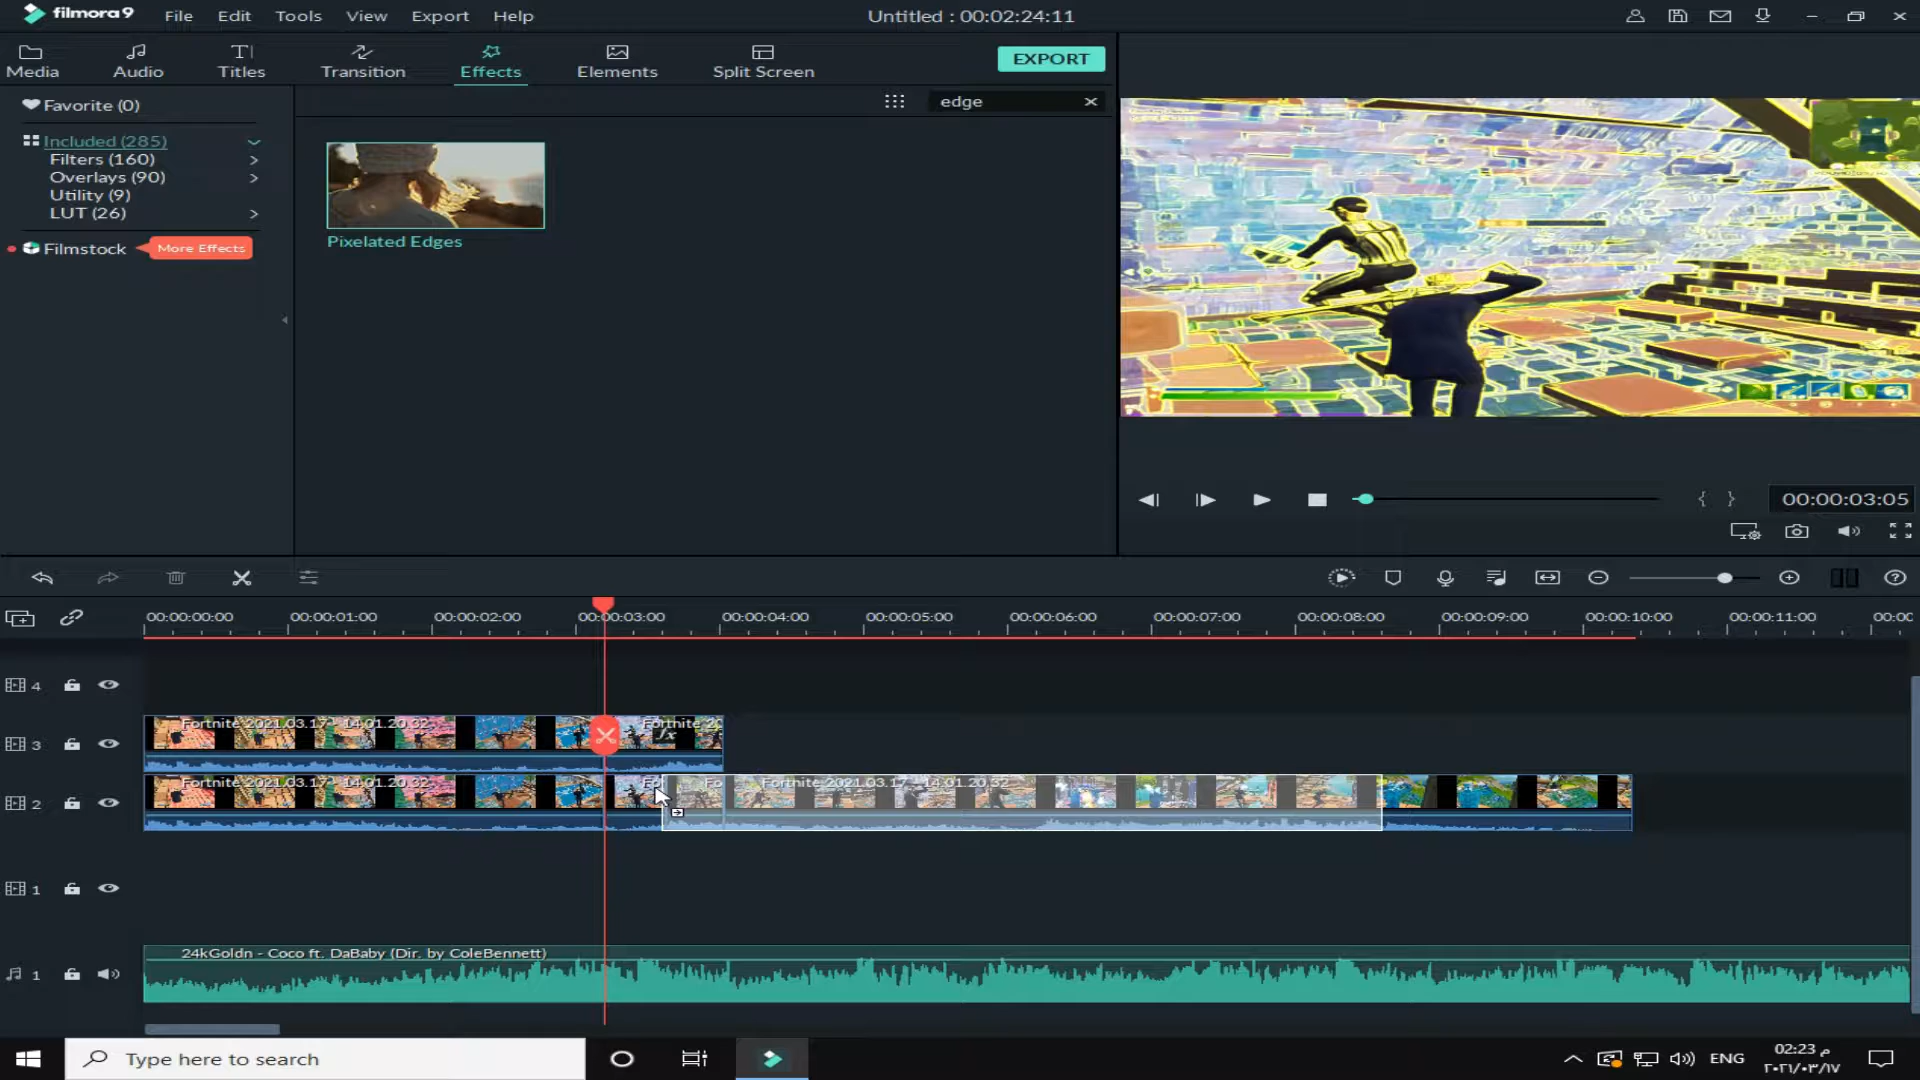 filmora9
File Edit Tools View Export Help
Untitled : 00:02:24:11
Media Audio Titles Transition Effects Elements Split Screen
EXPORT
Favorite (0)
Included (285)
Filters (160)
Overlays (90)
Utility (9)
LUT (26)
Filmstock
More Effects
edge
Pixelated Edges
00:00:03:05
00:00:00:00 00:00:01:00 00:00:02:00 00:00:03:00 00:00:04:00 00:00:05:00 00:00:06:00 00:00:07:00 00:00:08:00 00:00:09:00 00:00:10:00 00:00:11:00 00:00
4
Fortnite 2021.03.17 - 14.01.20.32
Fortnite 20
fx
3
Fortnite 2021.03.17 - 14.01.20.32
Fo
Fo
Fortnite 2021.03.17 - 14.01.20.32
2
1
24kGoldn - Coco ft. DaBaby (Dir. by ColeBennett)
1
Type here to search
ENG
02:23 م
٢٠٢١/٠٣/١٧